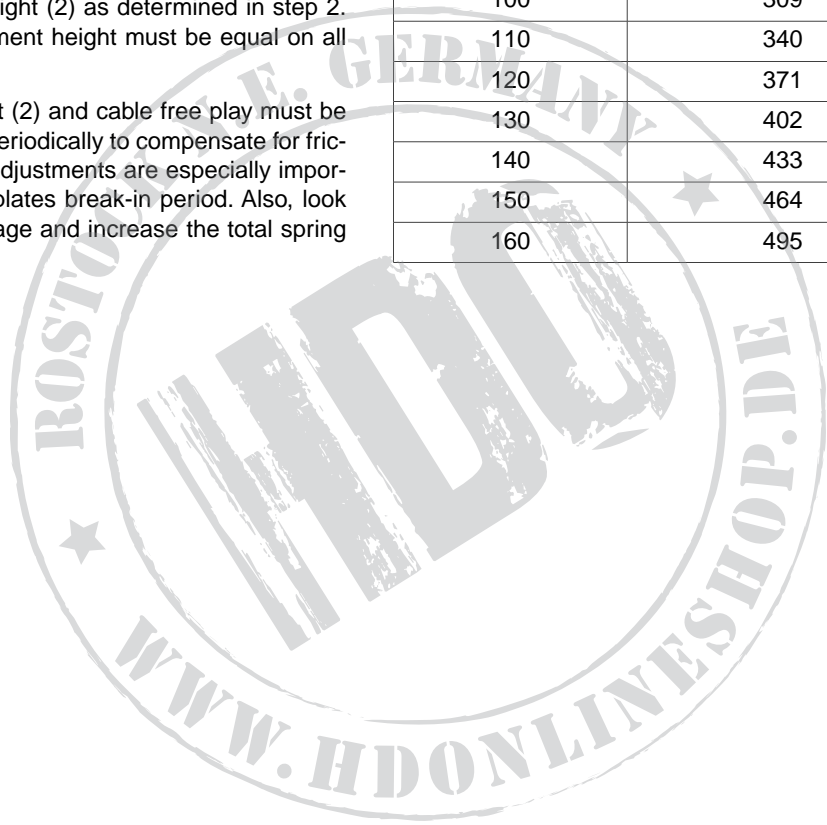 ight (2) as determined in step 2.
ment height must be equal on all
t (2) and cable free play must be
eriodically to compensate for fric-
djustments are especially impor-
plates break-in period. Also, look
age and increase the total spring
100 309
110 340
120 371
130 402
140 433
150 464
160 495
ROSTOCK N.E. GERMANY
HDO
WWW.HDONLINESHOP.DE